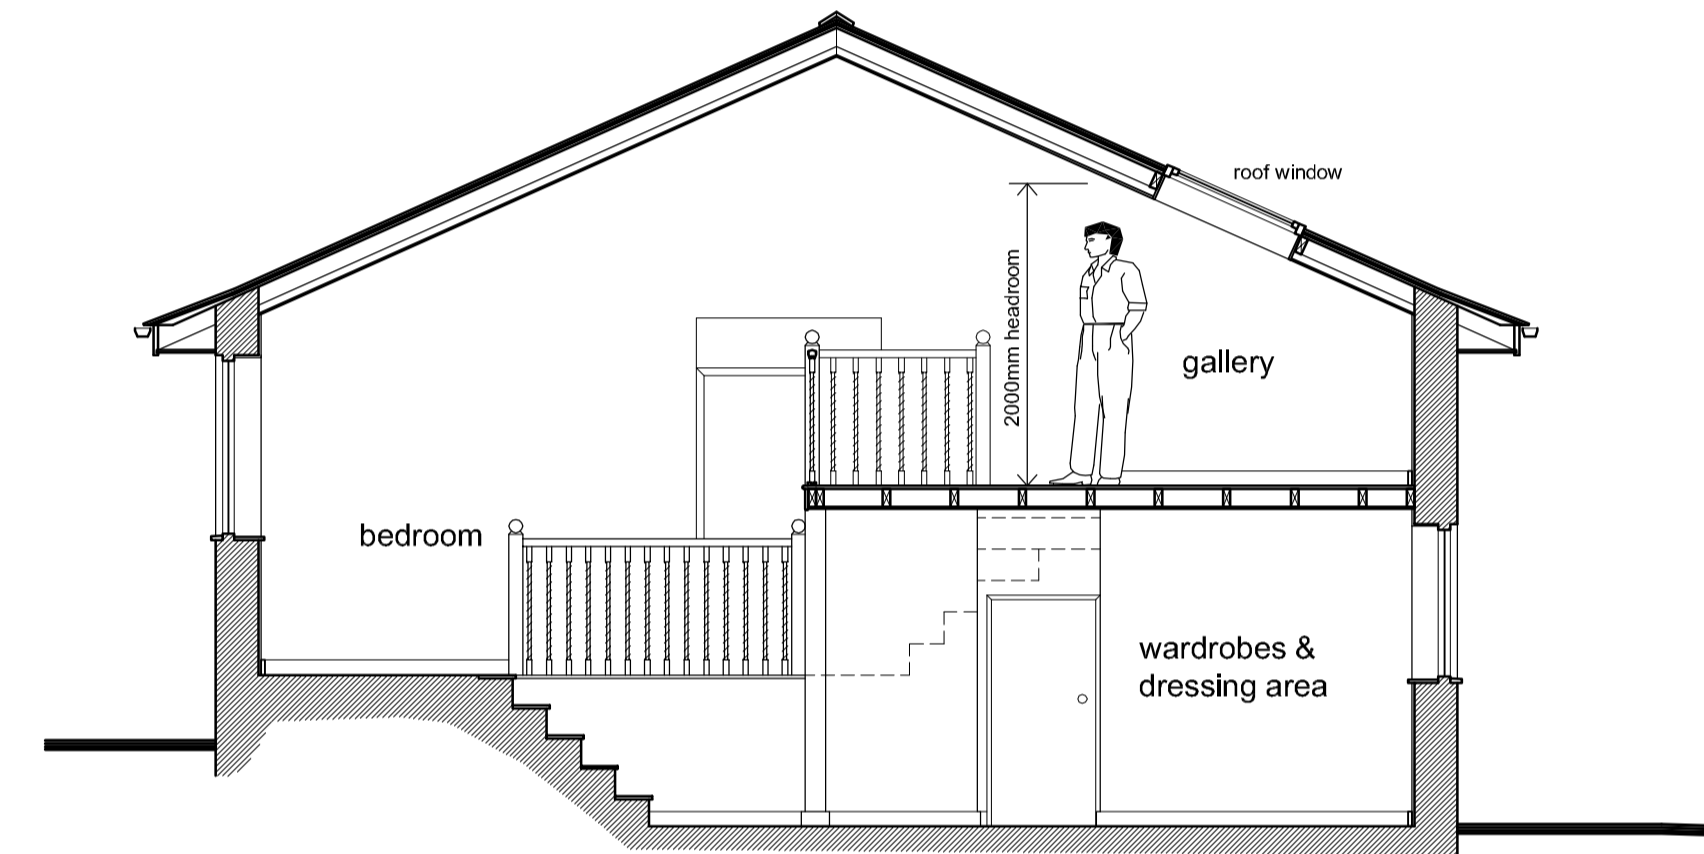 roof window
2000mm headroom
gallery
bedroom
wardrobes &
dressing area